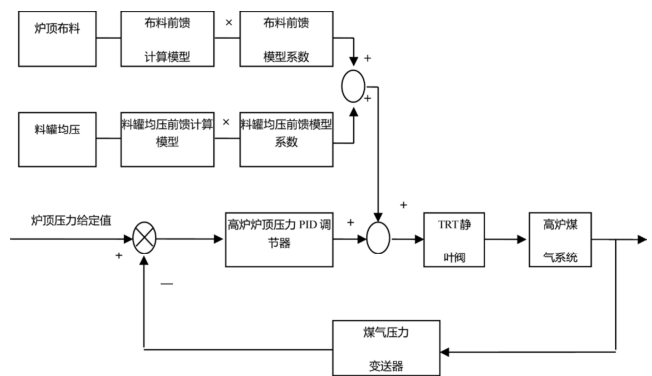 炉顶布料
布料前馈
计算模型
×
布料前馈
模型系数
+
料罐均压
料罐均压前馈计算
模型
×
料罐均压前馈模型
系数
+
炉顶压力给定值
+
—
高炉炉顶压力 PID 调
节器
+
+
TRT 静
叶阀
高炉煤
气系统
煤气压力
变送器